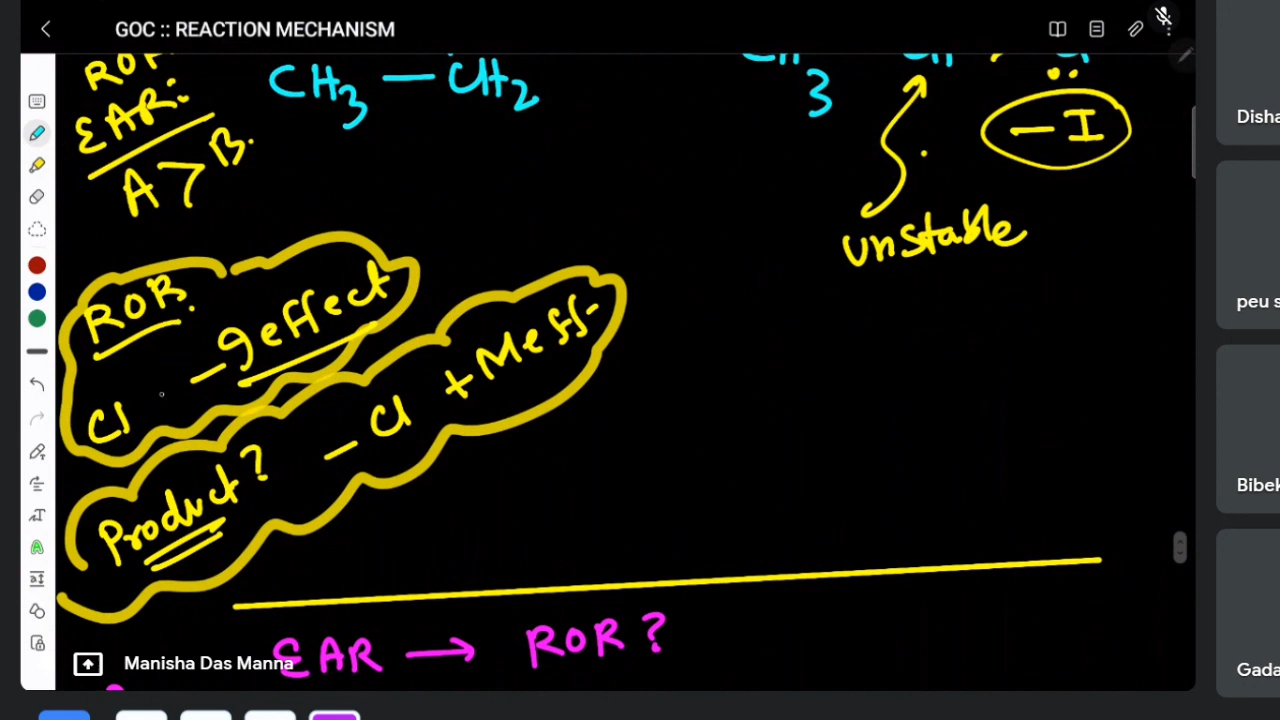 GOC :: REACTION MECHANISM
ROR
EAR:
A > B.
CH3 — CH2
3
– I
unstable
ROR.
Cl – I effect
Product? – Cl + M eff.
EAR → ROR?
Manisha Das Manna
Disha
peu s
Bibek
Gada